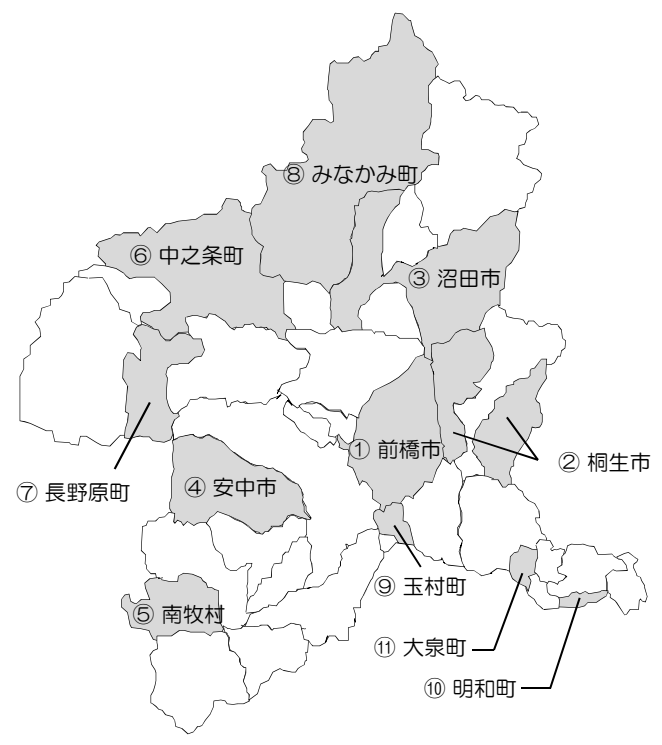 ⑧ みなかみ町
⑥ 中之条町
③ 沼田市
① 前橋市
② 桐生市
⑦ 長野原町
④ 安中市
⑨ 玉村町
⑤ 南牧村
⑪ 大泉町
⑩ 明和町